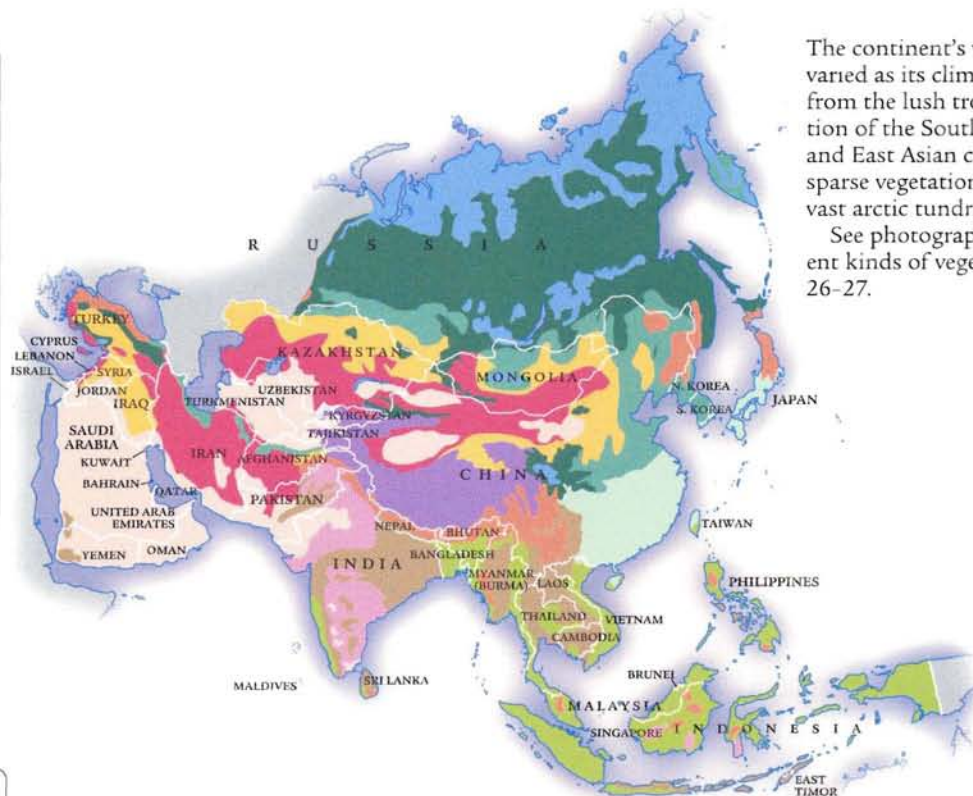 The continent's
varied as its clim
from the lush tro
tion of the South
and East Asian c
sparse vegetation
vast arctic tundr
See photograp
ent kinds of vege
26-27.
R U S S I A
TURKEY
CYPRUS
LEBANON
ISRAEL
SYRIA
JORDAN
IRAQ
SAUDI
ARABIA
KUWAIT
BAHRAIN
QATAR
UNITED ARAB
EMIRATES
YEMEN
OMAN
KAZAKHSTAN
UZBEKISTAN
TURKMENISTAN
KYRGYZSTAN
TAJIKISTAN
IRAN
AFGHANISTAN
PAKISTAN
MONGOLIA
N. KOREA
S. KOREA
JAPAN
CHINA
NEPAL
BHUTAN
BANGLADESH
INDIA
MYANMAR
(BURMA)
LAOS
THAILAND
VIETNAM
CAMBODIA
TAIWAN
PHILIPPINES
MALDIVES
SRI LANKA
BRUNEI
MALAYSIA
SINGAPORE
I N D O N E S I A
EAST
TIMOR